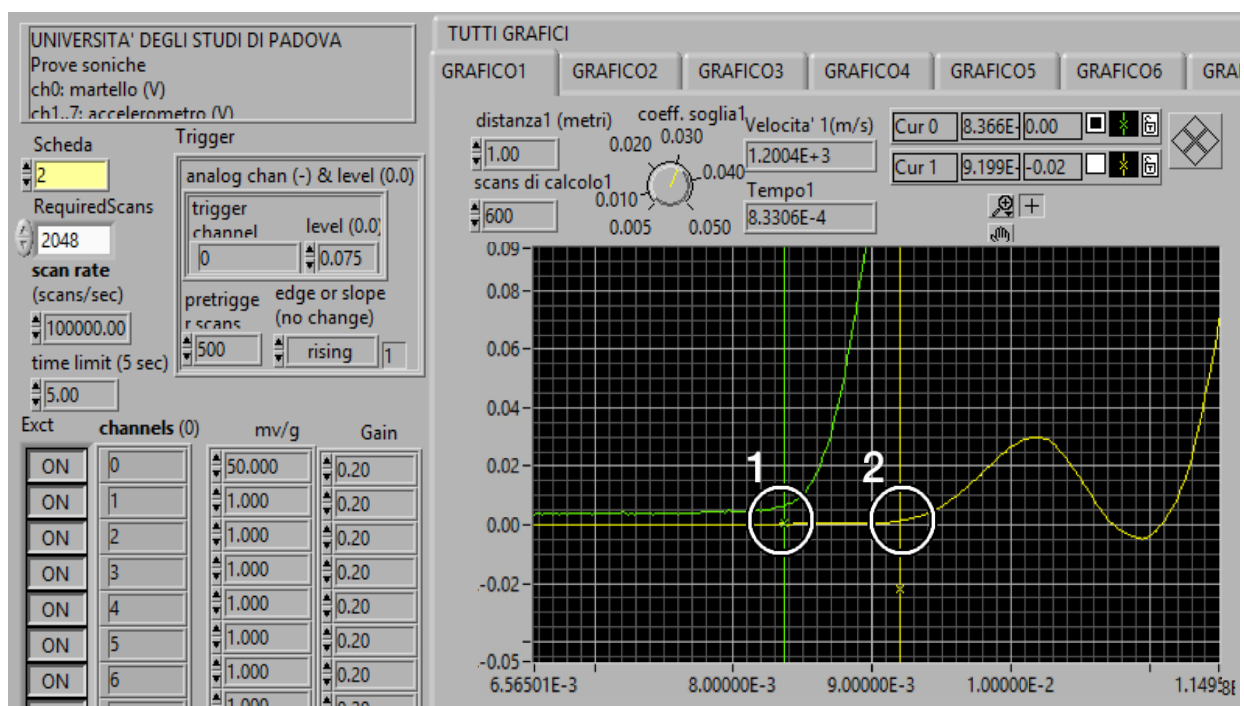 UNIVERSITA' DEGLI STUDI DI PADOVA
Prove soniche
ch0: martello (V)
ch1..7: accelerometro (V)
Scheda
2
RequiredScans
2048
scan rate
(scans/sec)
100000.00
time limit (5 sec)
5.00
Trigger
analog chan (-) & level (0.0)
trigger
channel
0
level (0.0)
0.075
pretrigge
r scans
500
edge or slope
(no change)
rising 1
Exct channels (0) mv/g Gain
ON 0 50.000 0.20
ON 1 1.000 0.20
ON 2 1.000 0.20
ON 3 1.000 0.20
ON 4 1.000 0.20
ON 5 1.000 0.20
ON 6 1.000 0.20
1.000 0.20
TUTTI GRAFICI
GRAFICO1 GRAFICO2 GRAFICO3 GRAFICO4 GRAFICO5 GRAFICO6 GRA
distanza1 (metri)
1.00
scans di calcolo1
600
coeff. soglia1
0.005 0.010 0.020 0.030 0.040 0.050
Velocita' 1(m/s)
1.2004E+3
Tempo1
8.3306E-4
Cur 0 8.366E- 0.00
Cur 1 9.199E- -0.02
0.09
0.08
0.06
0.04
0.02
0.00
-0.02
-0.05
1 2
6.56501E-3 8.00000E-3 9.00000E-3 1.00000E-2